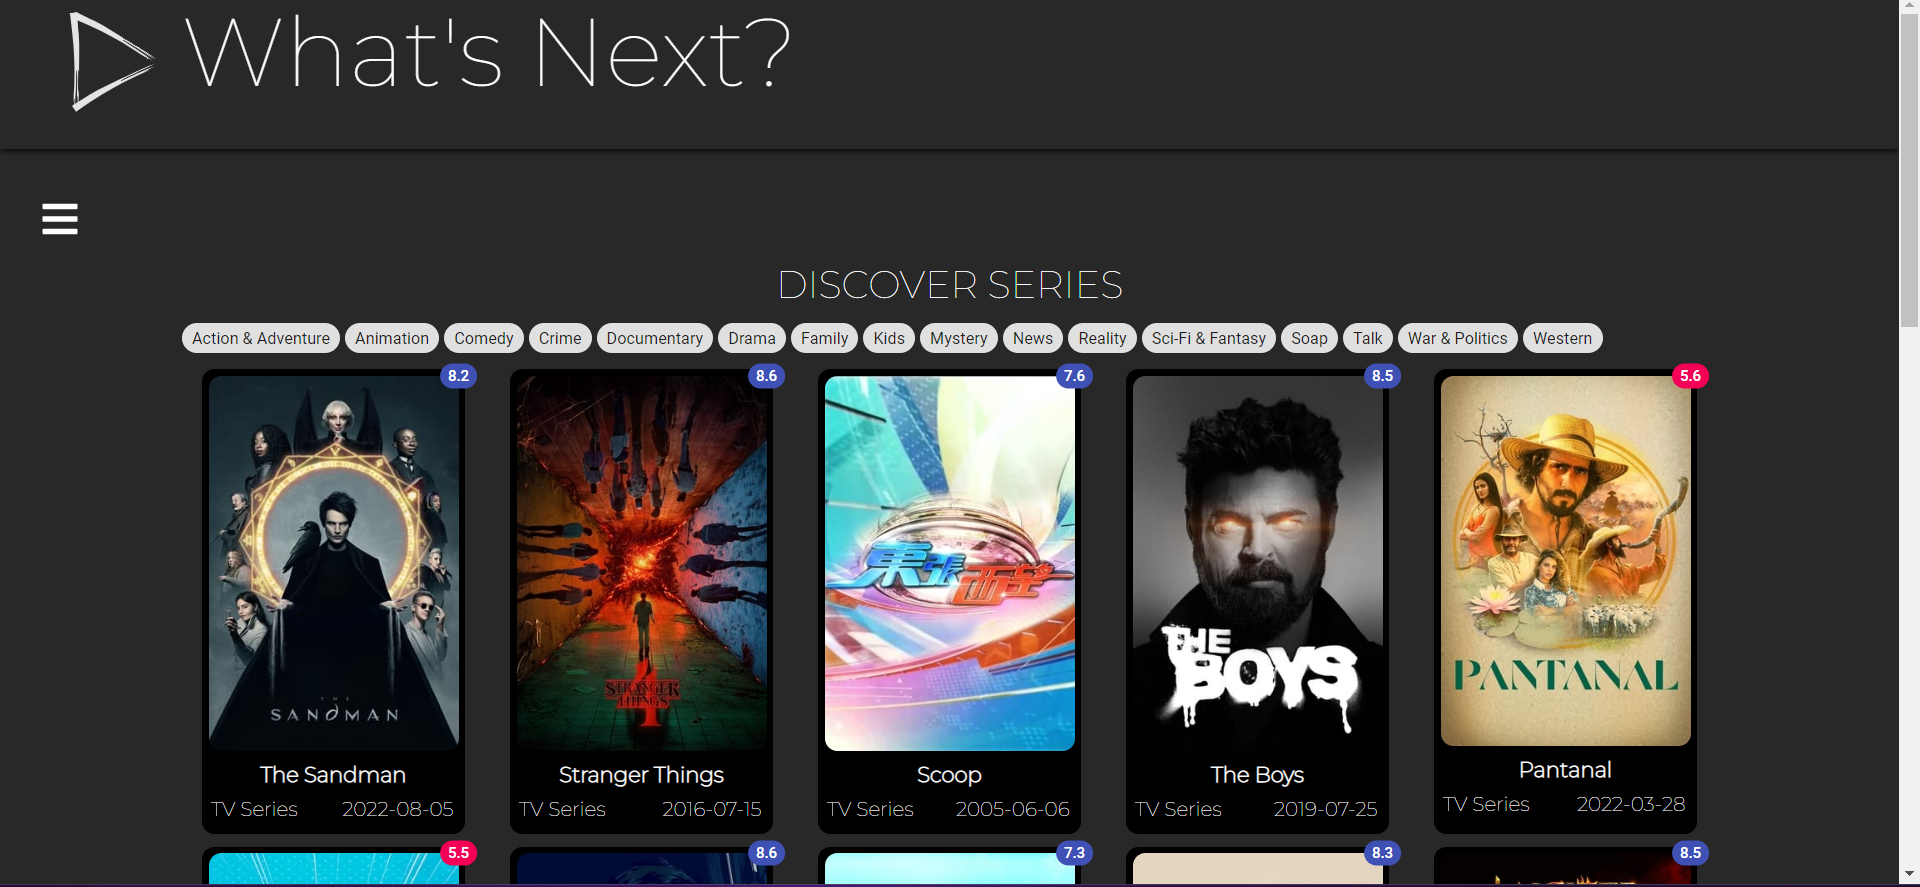 What's Next?
DISCOVER SERIES
Action & Adventure Animation Comedy Crime Documentary Drama Family Kids Mystery News Reality Sci-Fi & Fantasy Soap Talk War & Politics Western
8.2 8.6 7.6 8.5 5.6
THE
SANDMAN
STRANGER
THINGS
4
東張西望
THE
BOYS
PANTANAL
The Sandman Stranger Things Scoop The Boys Pantanal
TV Series 2022-08-05 TV Series 2016-07-15 TV Series 2005-06-06 TV Series 2019-07-25 TV Series 2022-03-28
5.5 8.6 7.3 8.3 8.5